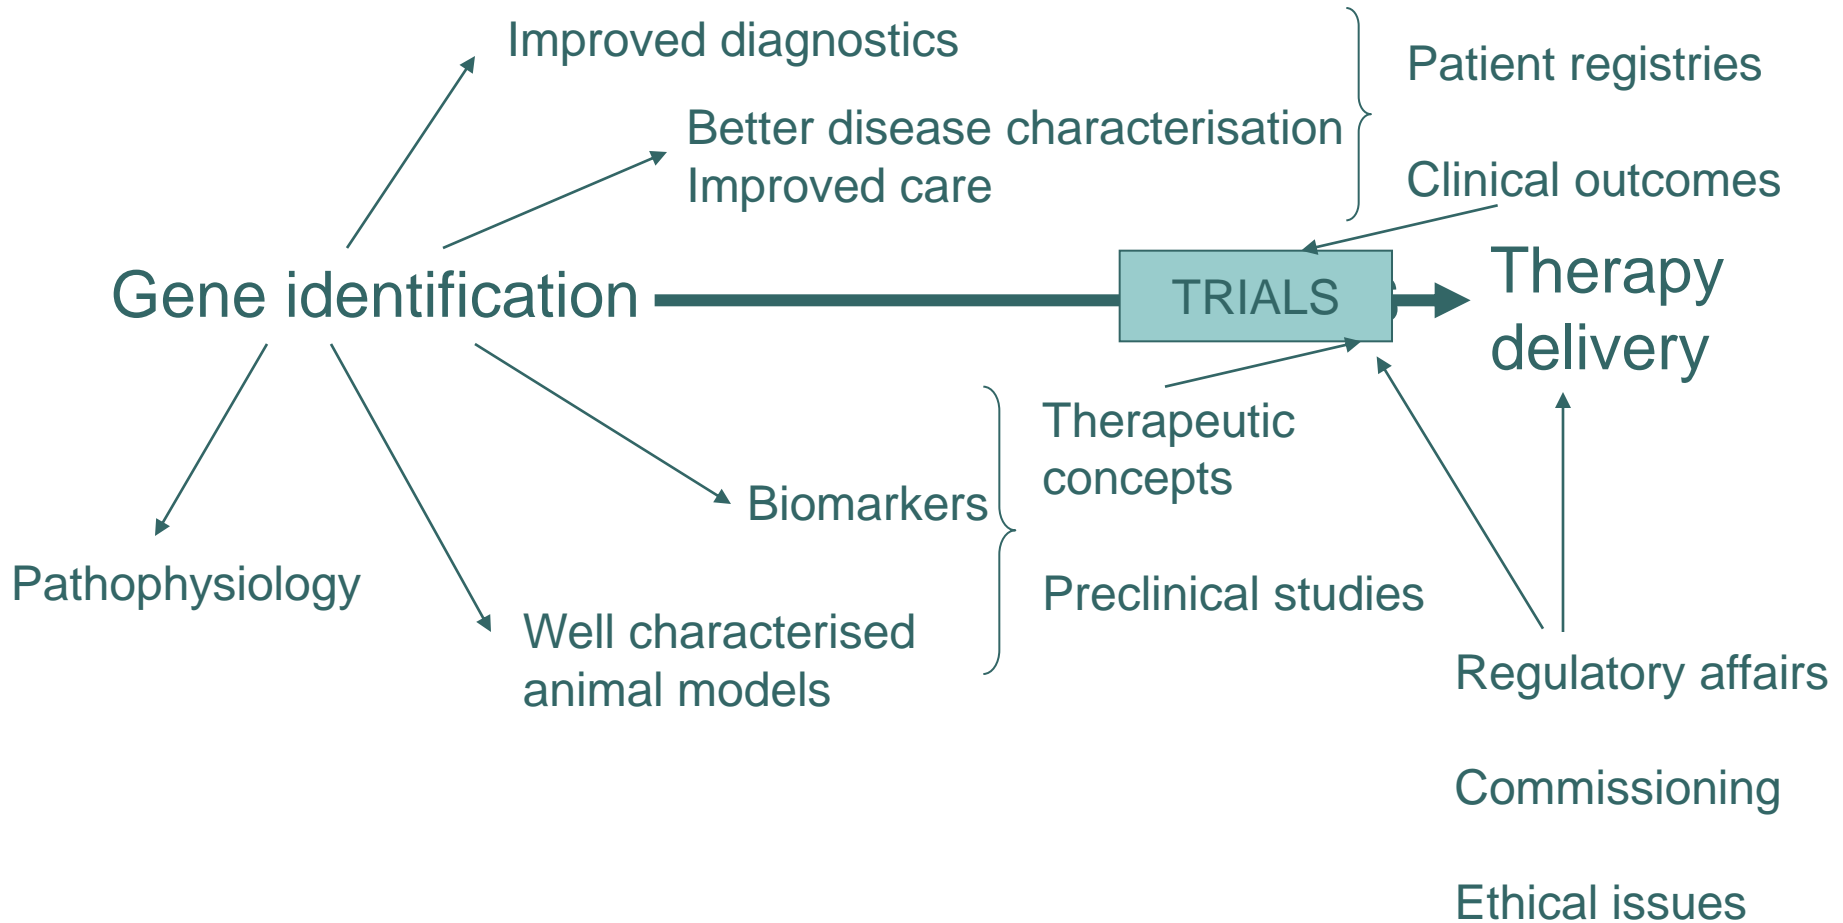 Improved diagnostics
Patient registries
Better disease characterisation
Improved care
Clinical outcomes
Gene identification
TRIALS
Therapy
delivery
Therapeutic
concepts
Biomarkers
Pathophysiology
Preclinical studies
Well characterised
animal models
Regulatory affairs
Commissioning
Ethical issues